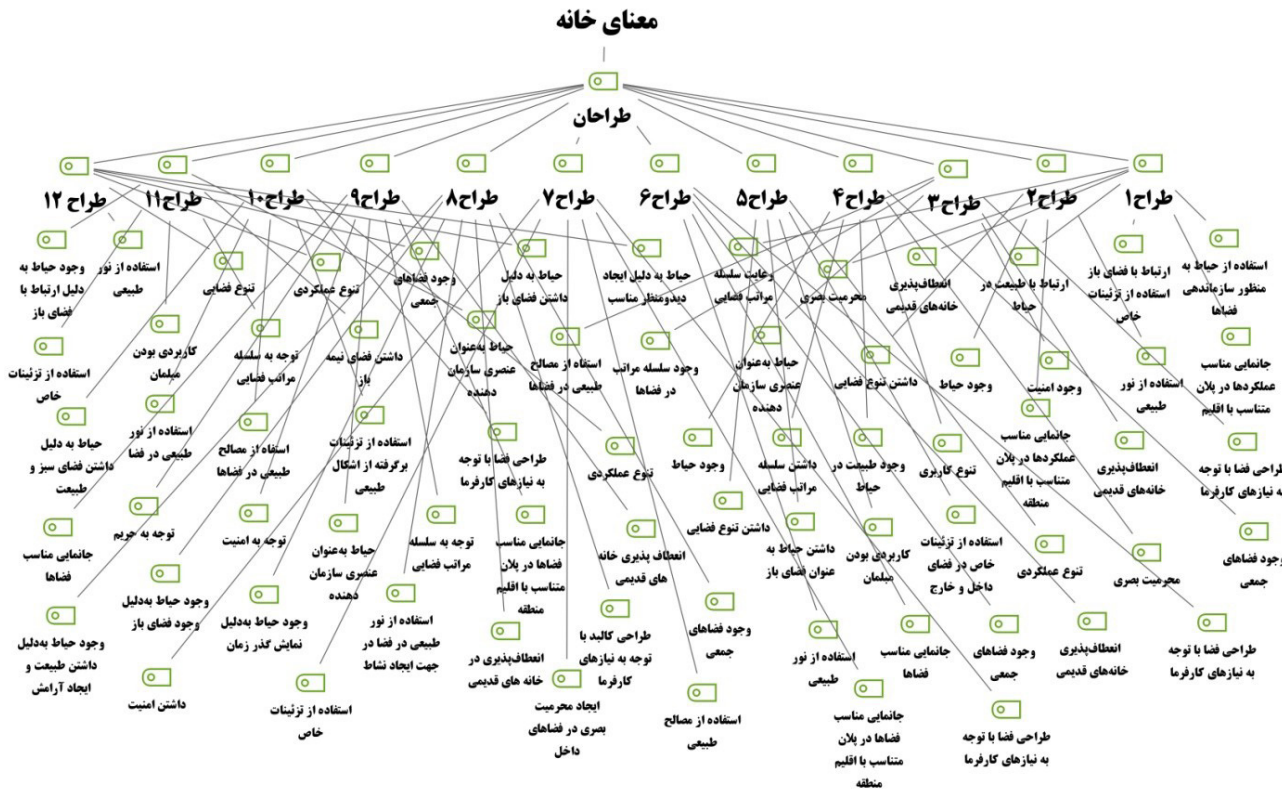 معنای خانه
طراحان
طراح۱
طراح۲
طراح۳
طراح۴
طراح۵
طراح۶
طراح۷
طراح۸
طراح۹
طراح۱۰
طراح۱۱
طراح ۱۲
استفاده از حیاط به
منظور سازماندهی
فضاها
ارتباط با فضای باز
استفاده از تزئینات
خاص
ارتباط با طبیعت در
حیاط
انعطاف‌پذیری
خانه‌های قدیمی
محرمیت بصری
رعایت سلسله
مراتب فضایی
حیاط به دلیل ایجاد
دیدومنظر مناسب
حیاط به دلیل
داشتن فضای باز
وجود فضاهای
جمعی
تنوع عملکردی
تنوع فضایی
استفاده از نور
طبیعی
وجود حیاط به
دلیل ارتباط با
فضای باز
جانمایی مناسب
عملکردها در پلان
متناسب با اقلیم
استفاده از نور
طبیعی
وجود امنیت
وجود حیاط
داشتن تنوع فضایی
حیاط به‌عنوان
عنصری سازمان
دهنده
وجود سلسله مراتب
در فضاها
استفاه از مصالح
طبیعی در فضاها
حیاط به‌عنوان
عنصری سازمان
دهنده
داشتن فضای نیمه
باز
توجه به سلسله
مراتب فضایی
کاربردی بودن
مبلمان
استفاده از تزئینات
خاص
طراحی فضا با توجه
به نیازهای کارفرما
انعطاف‌پذیری
خانه‌های قدیمی
جانمایی مناسب
عملکردها در پلان
متناسب با اقلیم
منطقه
تنوع کاربری
وجود طبیعت در
حیاط
داشتن سلسله
مراتب فضایی
وجود حیاط
تنوع عملکردی
طراحی فضا با توجه
به نیازهای کارفرما
استفاده از تزئینات
برگرفته از اشکال
طبیعی
استفاه از مصالح
طبیعی در فضاها
استفاده از نور
طبیعی در فضا
حیاط به دلیل
داشتن فضای سبز و
طبیعت
وجود فضاهای
جمعی
محرمیت بصری
تنوع عملکردی
استفاده از تزئینات
خاص در فضای
داخل و خارج
کاربردی بودن
مبلمان
داشتن حیاط به
عنوان فضای باز
داشتن تنوع فضایی
انعطاف پذیری خانه
های قدیمی
جانمایی مناسب
فضاها در پلان
متناسب با اقلیم
منطقه
توجه به سلسله
مراتب فضایی
حیاط به‌عنوان
عنصری سازمان
دهنده
توجه به امنیت
توجه به حریم
جانمایی مناسب
فضاها
طراحی فضا با توجه
به نیازهای کارفرما
انعطاف‌پذیری
خانه‌های قدیمی
وجود فضاهای
جمعی
جانمایی مناسب
فضاها
استفاده از نور
طبیعی
وجود فضاهای
جمعی
طراحی کالبد با
توجه به نیازهای
کارفرما
انعطاف‌پذیری در
خانه های قدیمی
استفاده از نور
طبیعی در فضا در
جهت ایجاد نشاط
وجود حیاط به‌دلیل
نمایش گذر زمان
وجود حیاط به‌دلیل
وجود فضای باز
وجود حیاط به‌دلیل
داشتن طبیعت و
ایجاد آرامش
طراحی فضا با توجه
به نیازهای کارفرما
جانمایی مناسب
فضاها در پلان
متناسب با اقلیم
منطقه
استفاده از مصالح
طبیعی
ایجاد محرمیت
بصری در فضاهای
داخل
استفاده از تزئینات
خاص
داشتن امنیت